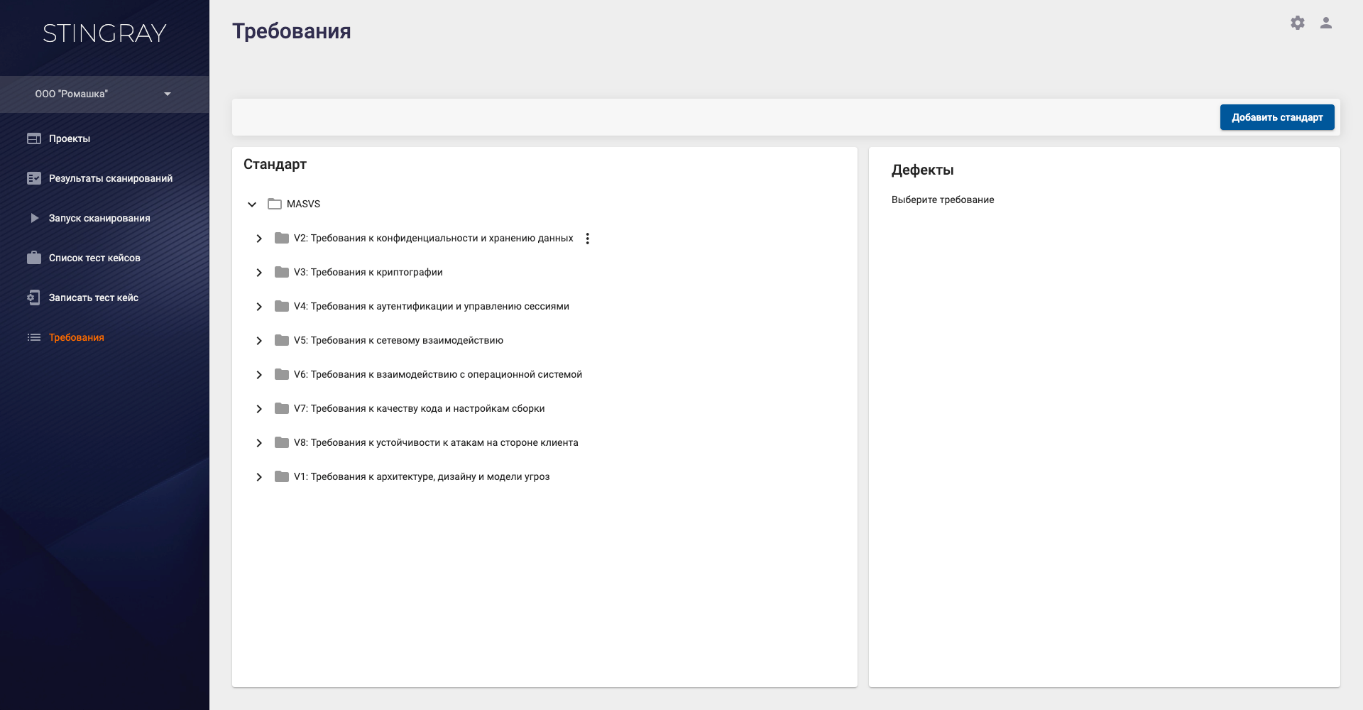 STINGRAY
ООО "Ромашка"
Проекты
Результаты сканирований
Запуск сканирования
Список тест кейсов
Записать тест кейс
Требования
Требования
Добавить стандарт
Стандарт
MASVS
V2: Требования к конфиденциальности и хранению данных
V3: Требования к криптографии
V4: Требования к аутентификации и управлению сессиями
V5: Требования к сетевому взаимодействию
V6: Требования к взаимодействию с операционной системой
V7: Требования к качеству кода и настройкам сборки
V8: Требования к устойчивости к атакам на стороне клиента
V1: Требования к архитектуре, дизайну и модели угроз
Дефекты
Выберите требование